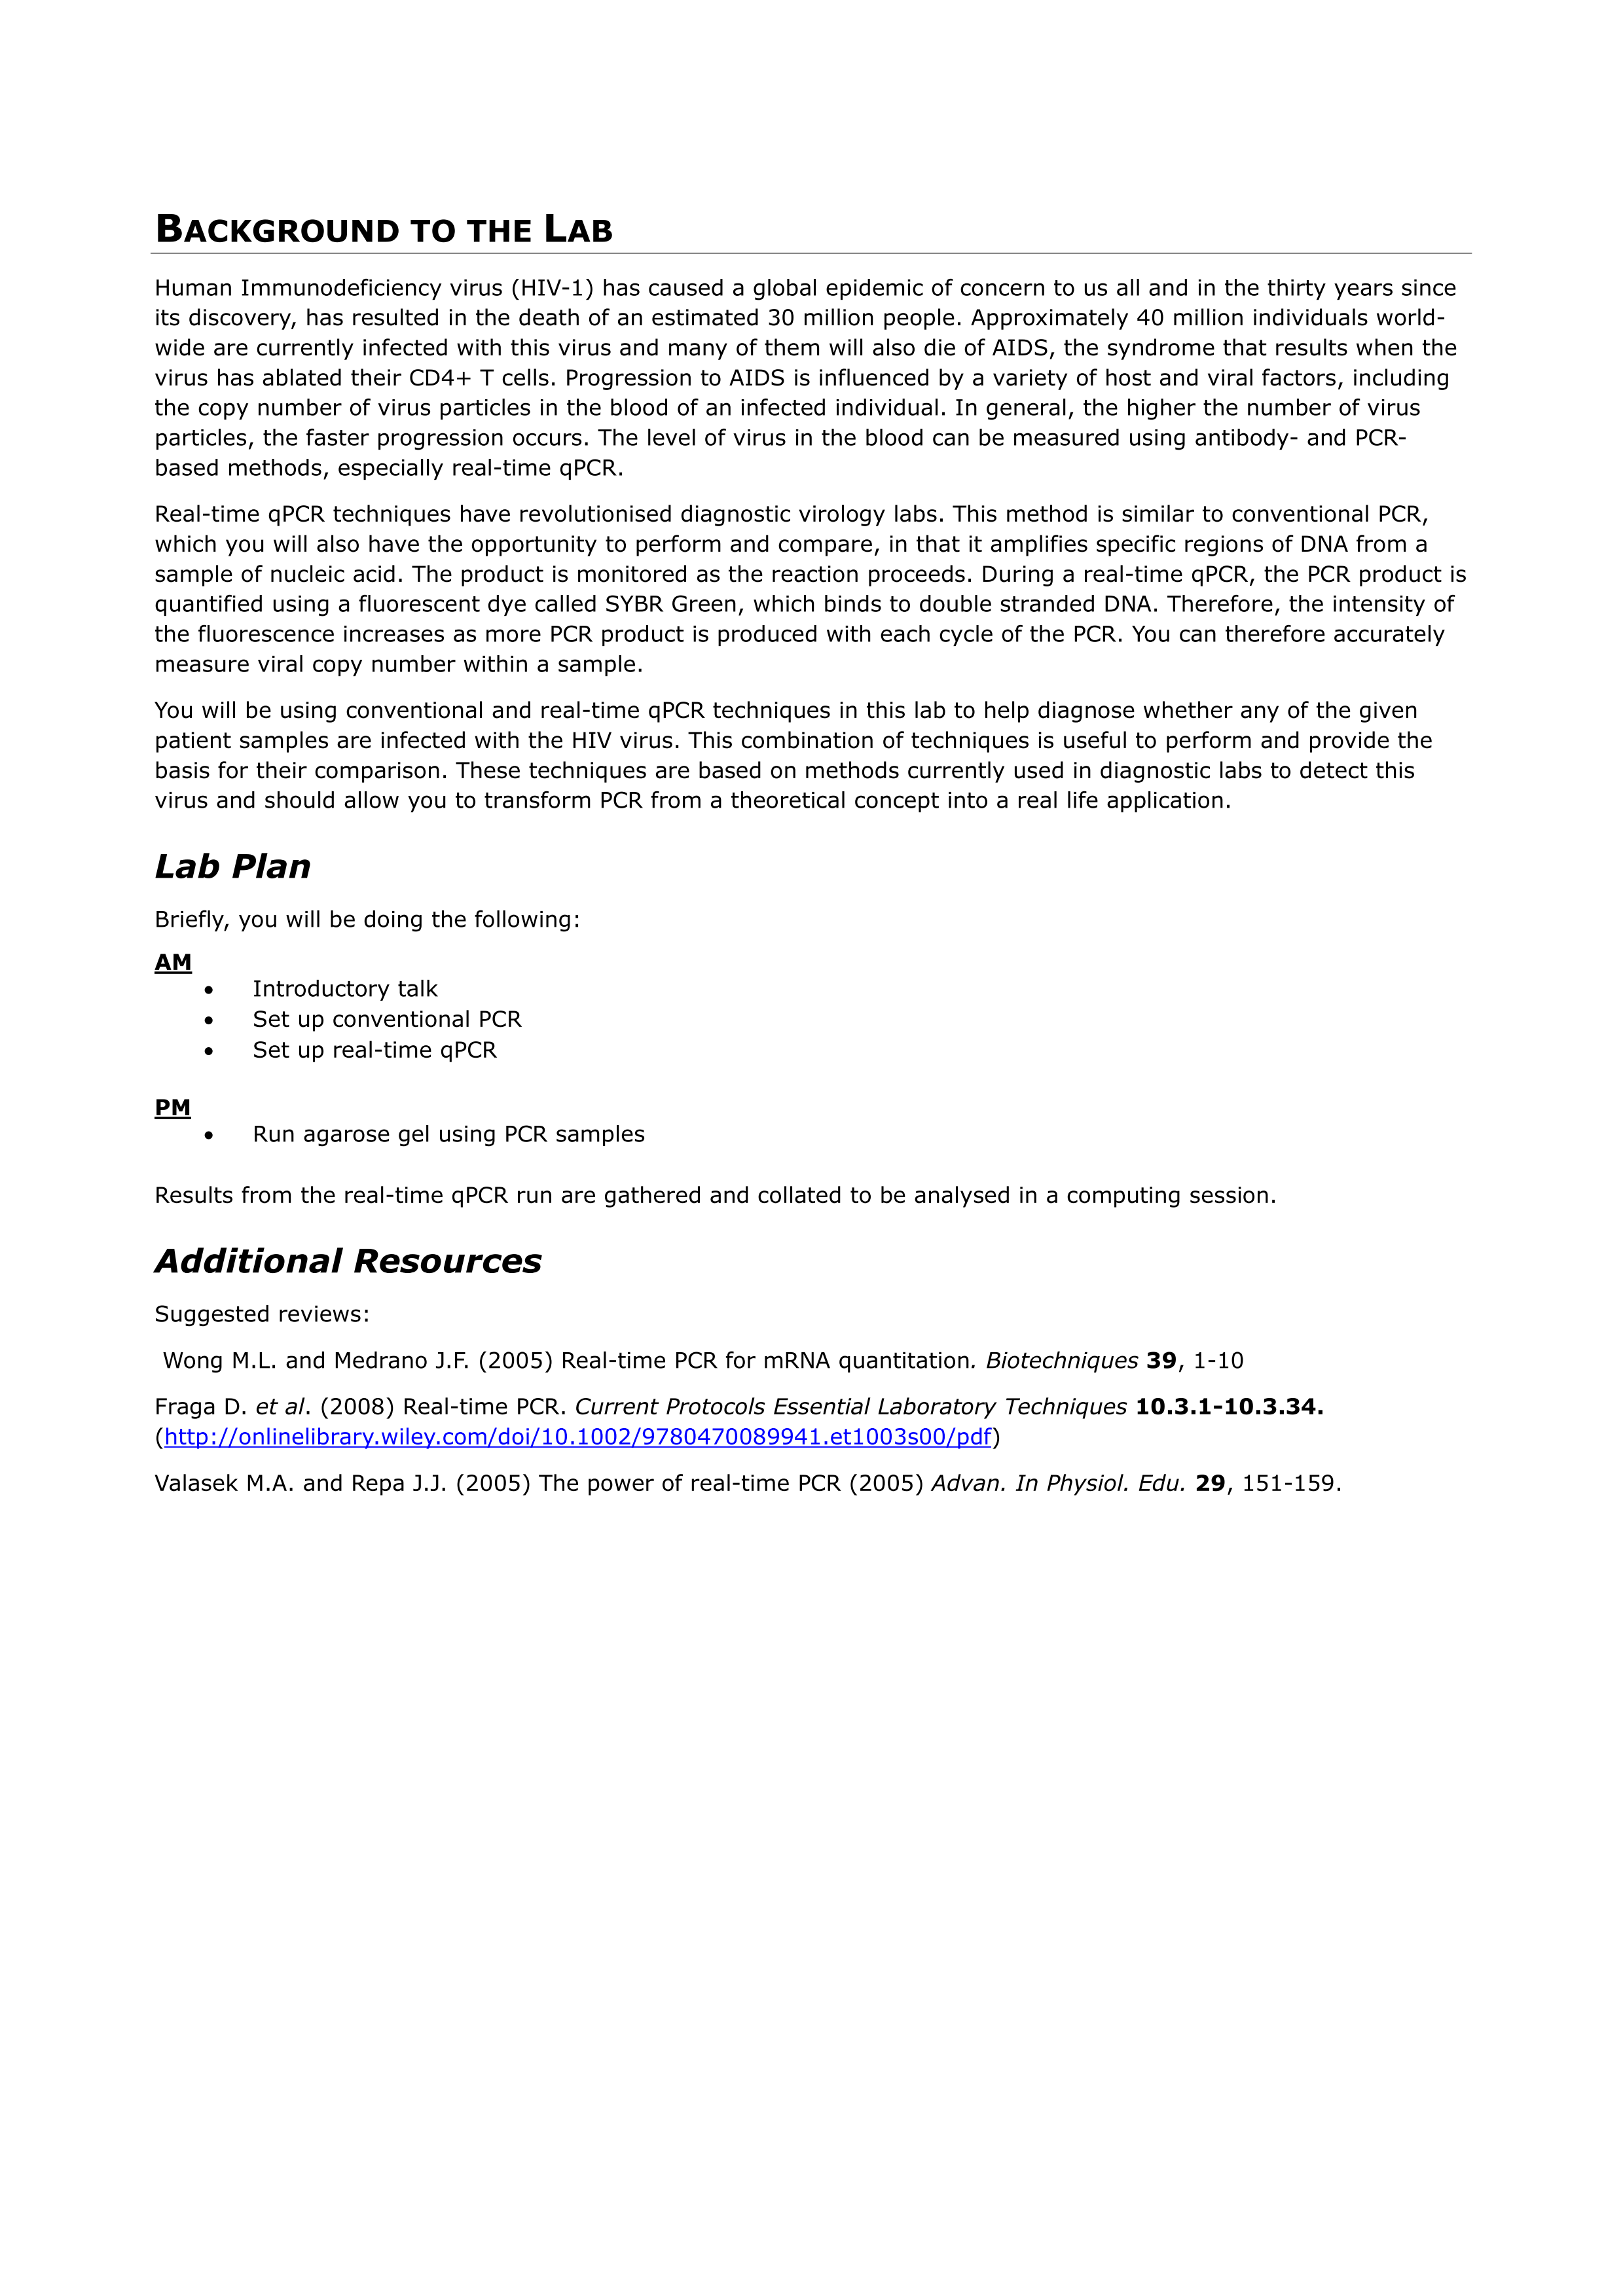 BACKGROUND TO THE LAB
Human Immunodeficiency virus (HIV-1) has caused a global epidemic of concern to us all and in the thirty years since
its discovery, has resulted in the death of an estimated 30 million people. Approximately 40 million individuals world-
wide are currently infected with this virus and many of them will also die of AIDS, the syndrome that results when the
virus has ablated their CD4+ T cells. Progression to AIDS is influenced by a variety of host and viral factors, including
the copy number of virus particles in the blood of an infected individual. In general, the higher the number of virus
particles, the faster progression occurs. The level of virus in the blood can be measured using antibody- and PCR-
based methods, especially real-time qPCR.
Real-time qPCR techniques have revolutionised diagnostic virology labs. This method is similar to conventional PCR,
which you will also have the opportunity to perform and compare, in that it amplifies specific regions of DNA from a
sample of nucleic acid. The product is monitored as the reaction proceeds. During a real-time qPCR, the PCR product is
quantified using a fluorescent dye called SYBR Green, which binds to double stranded DNA. Therefore, the intensity of
the fluorescence increases as more PCR product is produced with each cycle of the PCR. You can therefore accurately
measure viral copy number within a sample.
You will be using conventional and real-time qPCR techniques in this lab to help diagnose whether any of the given
patient samples are infected with the HIV virus. This combination of techniques is useful to perform and provide the
basis for their comparison. These techniques are based on methods currently used in diagnostic labs to detect this
virus and should allow you to transform PCR from a theoretical concept into a real life application.
Lab Plan
Briefly, you will be doing the following:
AM
• Introductory talk
• Set up conventional PCR
• Set up real-time qPCR
PM
• Run agarose gel using PCR samples
Results from the real-time qPCR run are gathered and collated to be analysed in a computing session.
Additional Resources
Suggested reviews:
Wong M.L. and Medrano J.F. (2005) Real-time PCR for mRNA quantitation. Biotechniques 39, 1-10
Fraga D. et al. (2008) Real-time PCR. Current Protocols Essential Laboratory Techniques 10.3.1-10.3.34.
(http://onlinelibrary.wiley.com/doi/10.1002/9780470089941.et1003s00/pdf)
Valasek M.A. and Repa J.J. (2005) The power of real-time PCR (2005) Advan. In Physiol. Edu. 29, 151-159.